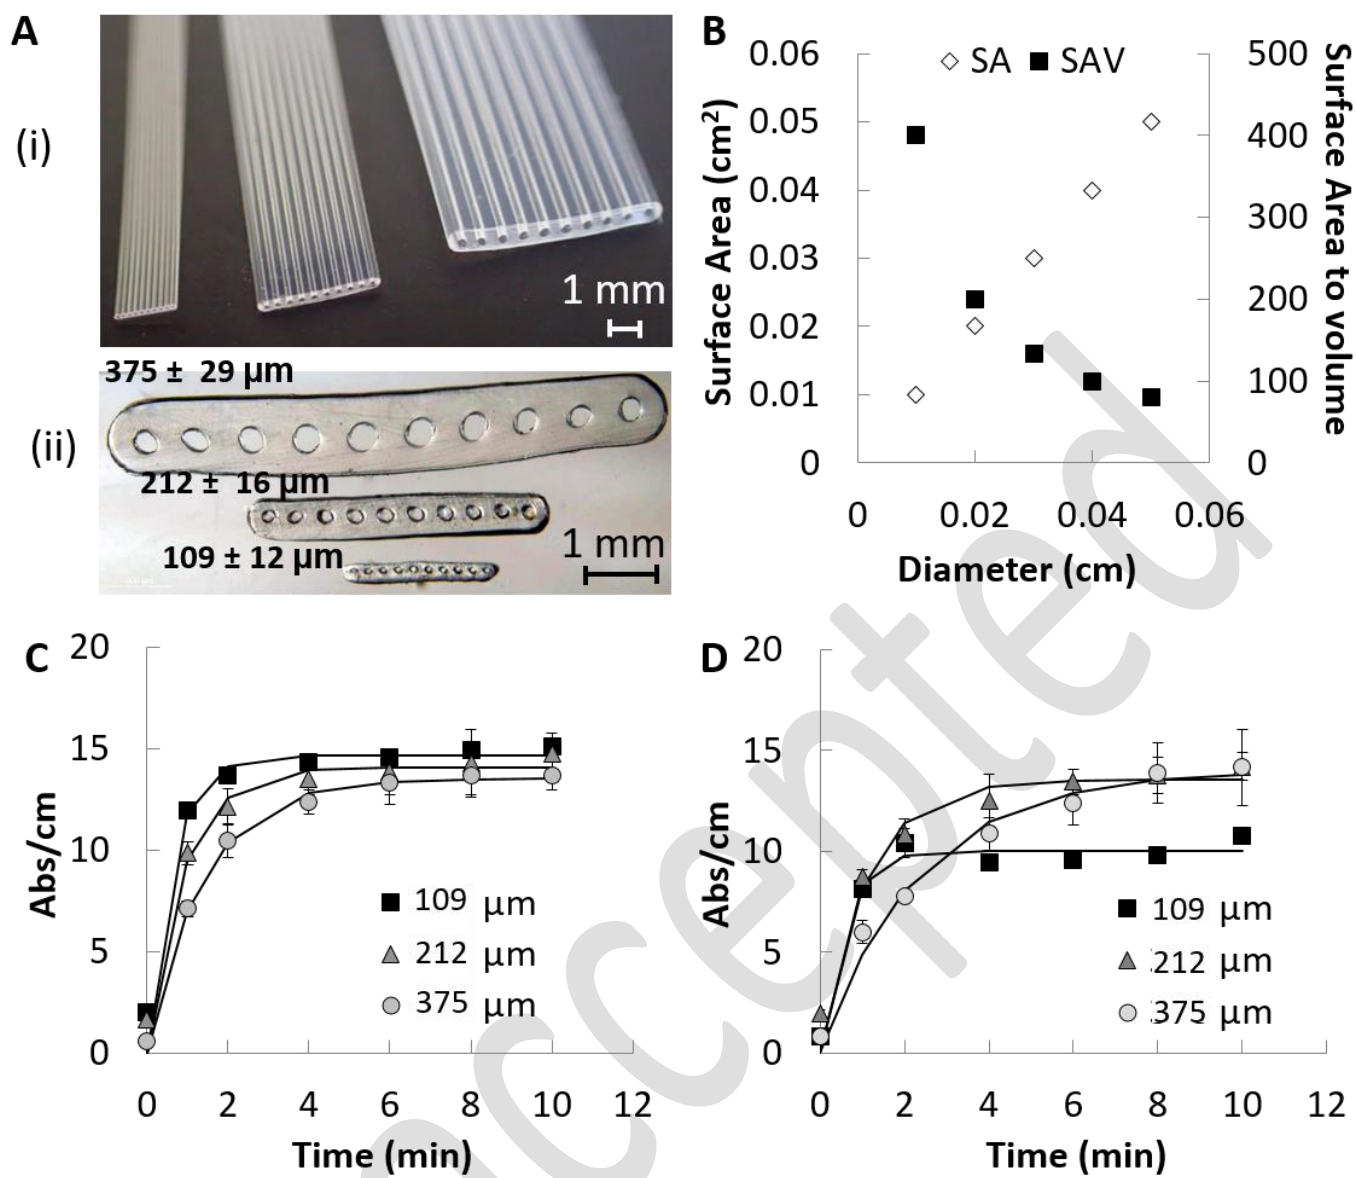 A
(i)
1 mm
375 ± 29 µm
(ii)
212 ± 16 µm
109 ± 12 µm
1 mm
B
SA SAV
Surface Area (cm²)
0.06
0.05
0.04
0.03
0.02
0.01
0
500
400
300
200
100
0
Surface Area to volume
0 0.02 0.04 0.06
Diameter (cm)
C
Abs/cm
20
15
10
5
0
109 µm
212 µm
375 µm
0 2 4 6 8 10 12
Time (min)
D
Abs/cm
20
15
10
5
0
109 µm
212 µm
375 µm
0 2 4 6 8 10 12
Time (min)
Accepted